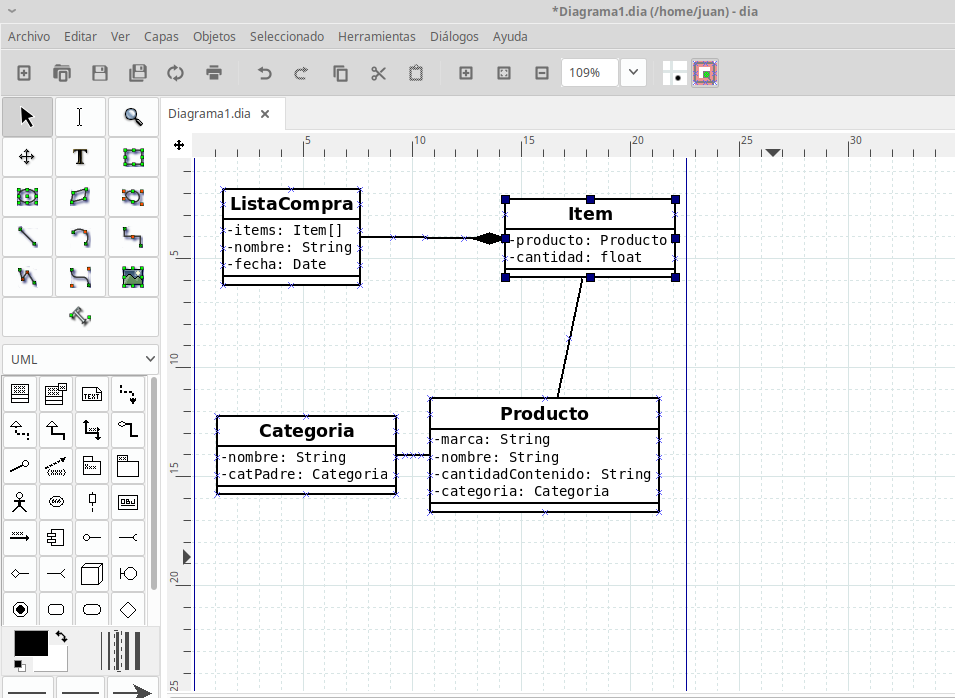 *Diagrama1.dia (/home/juan) - dia
Archivo Editar Ver Capas Objetos Seleccionado Herramientas Diálogos Ayuda
109%
T
Diagrama1.dia
5 10 15 20 25 30
ListaCompra
-items: Item[]
-nombre: String
-fecha: Date
Item
-producto: Producto
-cantidad: float
5
10
UML
TEXT
Categoria
-nombre: String
-catPadre: Categoria
Producto
-marca: String
-nombre: String
-cantidadContenido: String
-categoria: Categoria
15
20
25